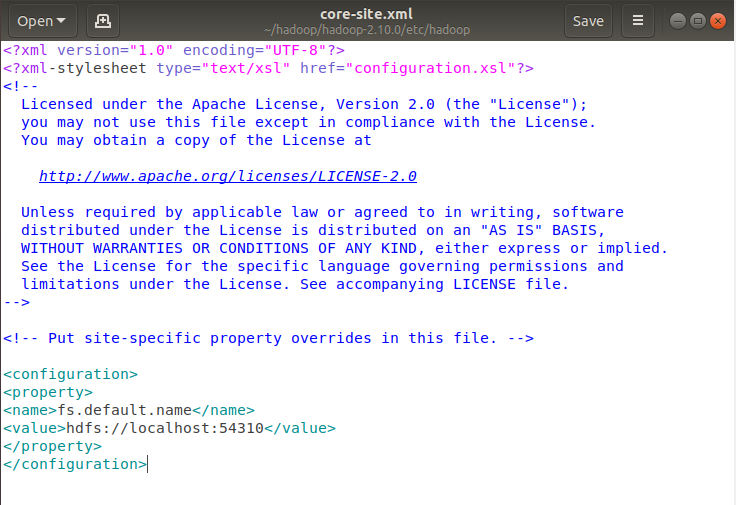 Open
core-site.xml
~/hadoop/hadoop-2.10.0/etc/hadoop
Save
<?xml version="1.0" encoding="UTF-8"?>
<?xml-stylesheet type="text/xsl" href="configuration.xsl"?>
<!--
  Licensed under the Apache License, Version 2.0 (the "License");
  you may not use this file except in compliance with the License.
  You may obtain a copy of the License at

    http://www.apache.org/licenses/LICENSE-2.0

  Unless required by applicable law or agreed to in writing, software
  distributed under the License is distributed on an "AS IS" BASIS,
  WITHOUT WARRANTIES OR CONDITIONS OF ANY KIND, either express or implied.
  See the License for the specific language governing permissions and
  limitations under the License. See accompanying LICENSE file.
-->

<!-- Put site-specific property overrides in this file. -->

<configuration>
<property>
<name>fs.default.name</name>
<value>hdfs://localhost:54310</value>
</property>
</configuration>